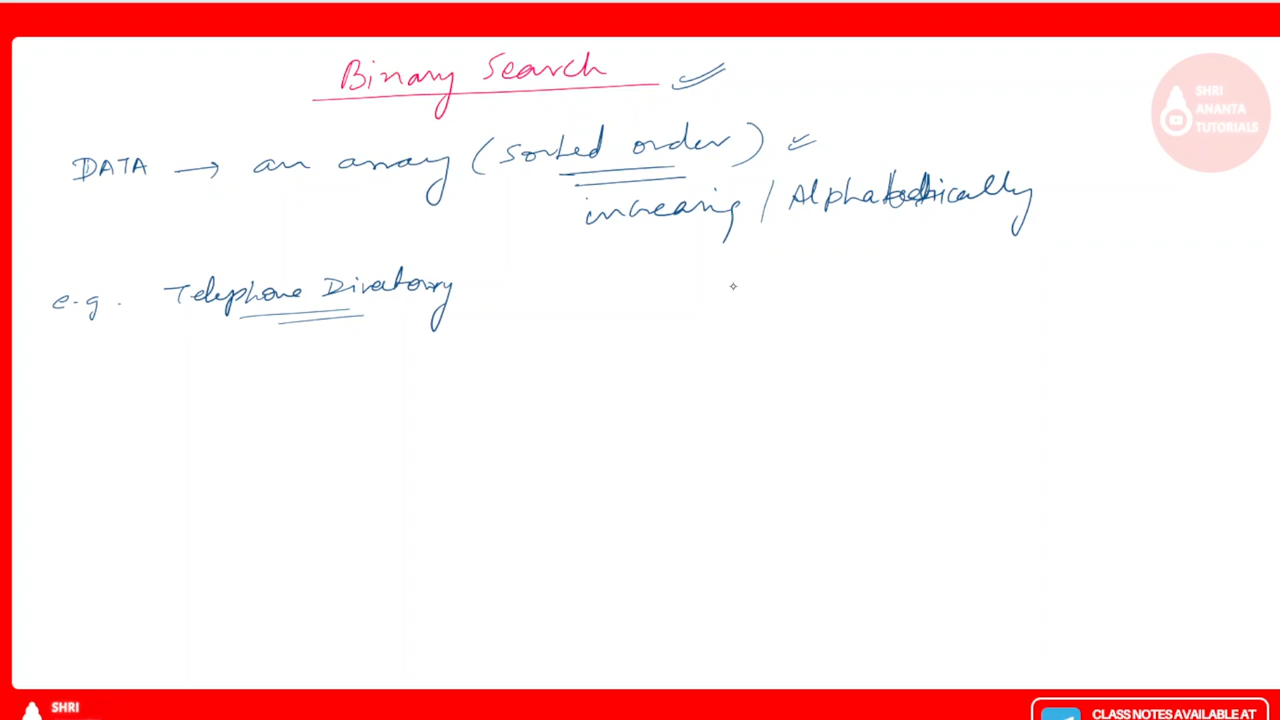 Binary Search
DATA → an array (sorted order)
increasing / Alphabetically
e.g. Telephone Directory
SHRI
ANANTA
TUTORIALS
SHRI
CLASS NOTES AVAILABLE AT